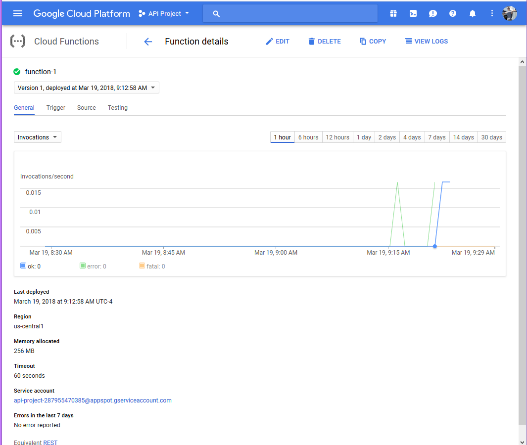 Google Cloud Platform
API Project
Cloud Functions
Function details
EDIT
DELETE
COPY
VIEW LOGS
function-1
Version 1, deployed at Mar 19, 2018, 9:12:58 AM
General Trigger Source Testing
Invocations
1 hour 6 hours 12 hours 1 day 2 days 4 days 7 days 14 days 30 days
Invocations/second
0.015
0.01
0.005
Mar 19, 8:30 AM Mar 19, 8:45 AM Mar 19, 9:00 AM Mar 19, 9:15 AM Mar 19, 9:29 AM
ok: 0 error: 0 fatal: 0
Last deployed
March 19, 2018 at 9:12:58 AM UTC-4
Region
us-central1
Memory allocated
256 MB
Timeout
60 seconds
Service account
api-project-287955470385@appspot.gserviceaccount.com
Errors in the last 7 days
No error reported
Equivalent REST